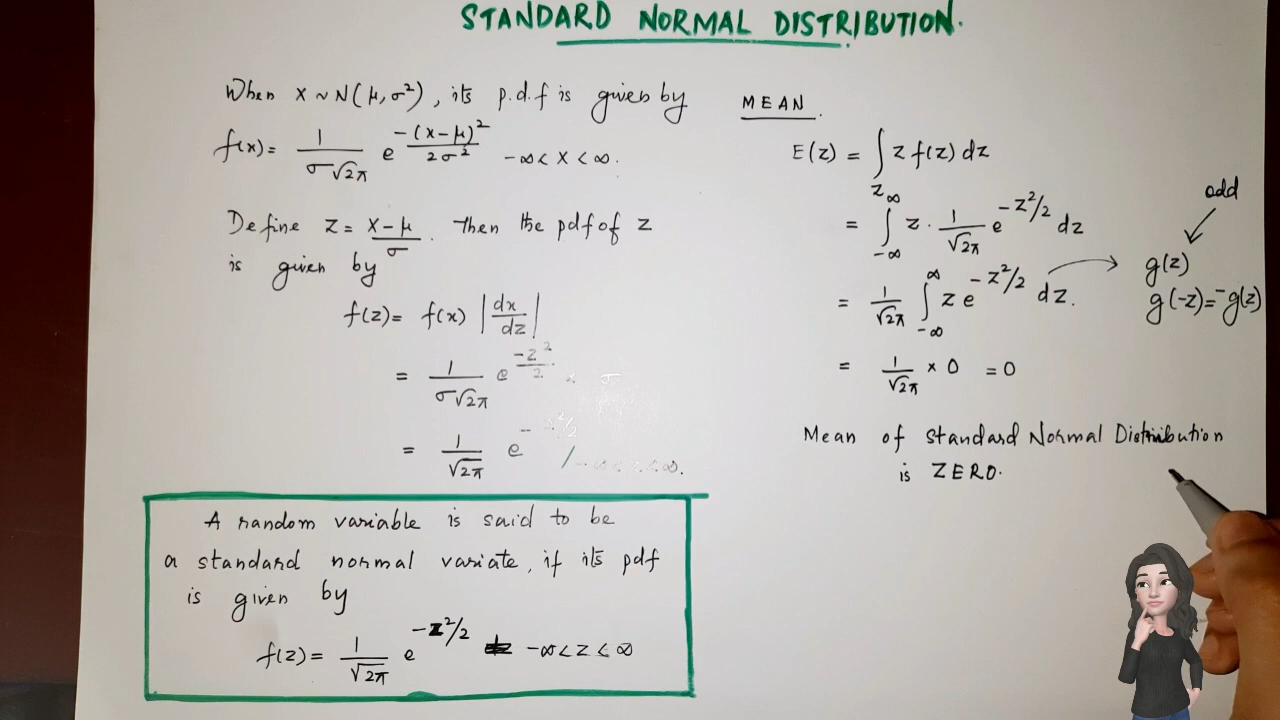 STANDARD NORMAL DISTRIBUTION.
When X ~ N(μ, σ²), its p.d.f is given by
f(x) = 1/(σ√2π) e^(-(x-μ)²/2σ²) -∞ < X < ∞.
Define Z = (X-μ)/σ. Then the pdf of Z
is given by
f(z) = f(x) |dx/dz|
= 1/(σ√2π) e^(-z²/2) × σ
= 1/√2π e^(-z²/2) , -∞ < z < ∞.
A random variable is said to be
a standard normal variate, if its pdf
is given by
f(z) = 1/√2π e^(-z²/2) -∞ < z < ∞
MEAN.
E(z) = ∫_z z f(z) dz
= ∫_-∞^∞ z · 1/√2π e^(-z²/2) dz
= 1/√2π ∫_-∞^∞ z e^(-z²/2) dz.
= 1/√2π × 0 = 0
Mean of Standard Normal Distribution
is ZERO.
odd
g(z)
g(-z) = -g(z)